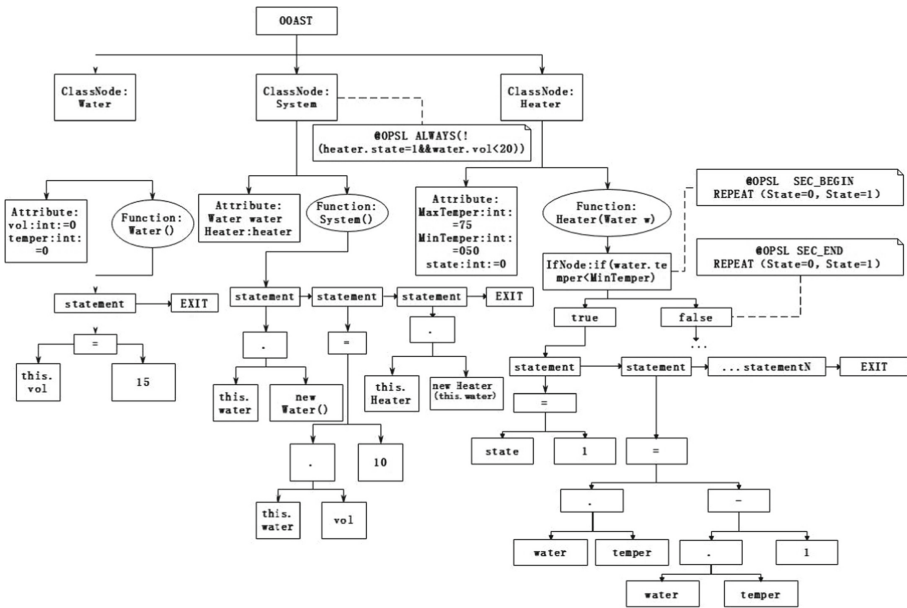 OOAST
ClassNode:
Water
ClassNode:
System
ClassNode:
Heater
@OPSL ALWAYS(!
(heater.state=1&&water.vol<20))
@OPSL SEC_BEGIN
REPEAT (State=0, State=1)
Attribute:
vol:int:=0
temper:int:
=0
Function:
Water()
Attribute:
Water water
Heater:heater
Function:
System()
Attribute:
MaxTemper:int:
=75
MinTemper:int:
=050
state:int:=0
Function:
Heater(Water w)
@OPSL SEC_END
REPEAT (State=0, State=1)
IfNode:if(water.te
mper<MinTemper)
statement
EXIT
statement
statement
statement
EXIT
true
false
...
=
.
=
.
statement
statement
...statementN
EXIT
this.
vol
15
this.
water
new
Water()
this.
Heater
new Heater
(this.water)
=
state
1
=
.
10
this.
water
vol
.
-
water
temper
.
1
water
temper